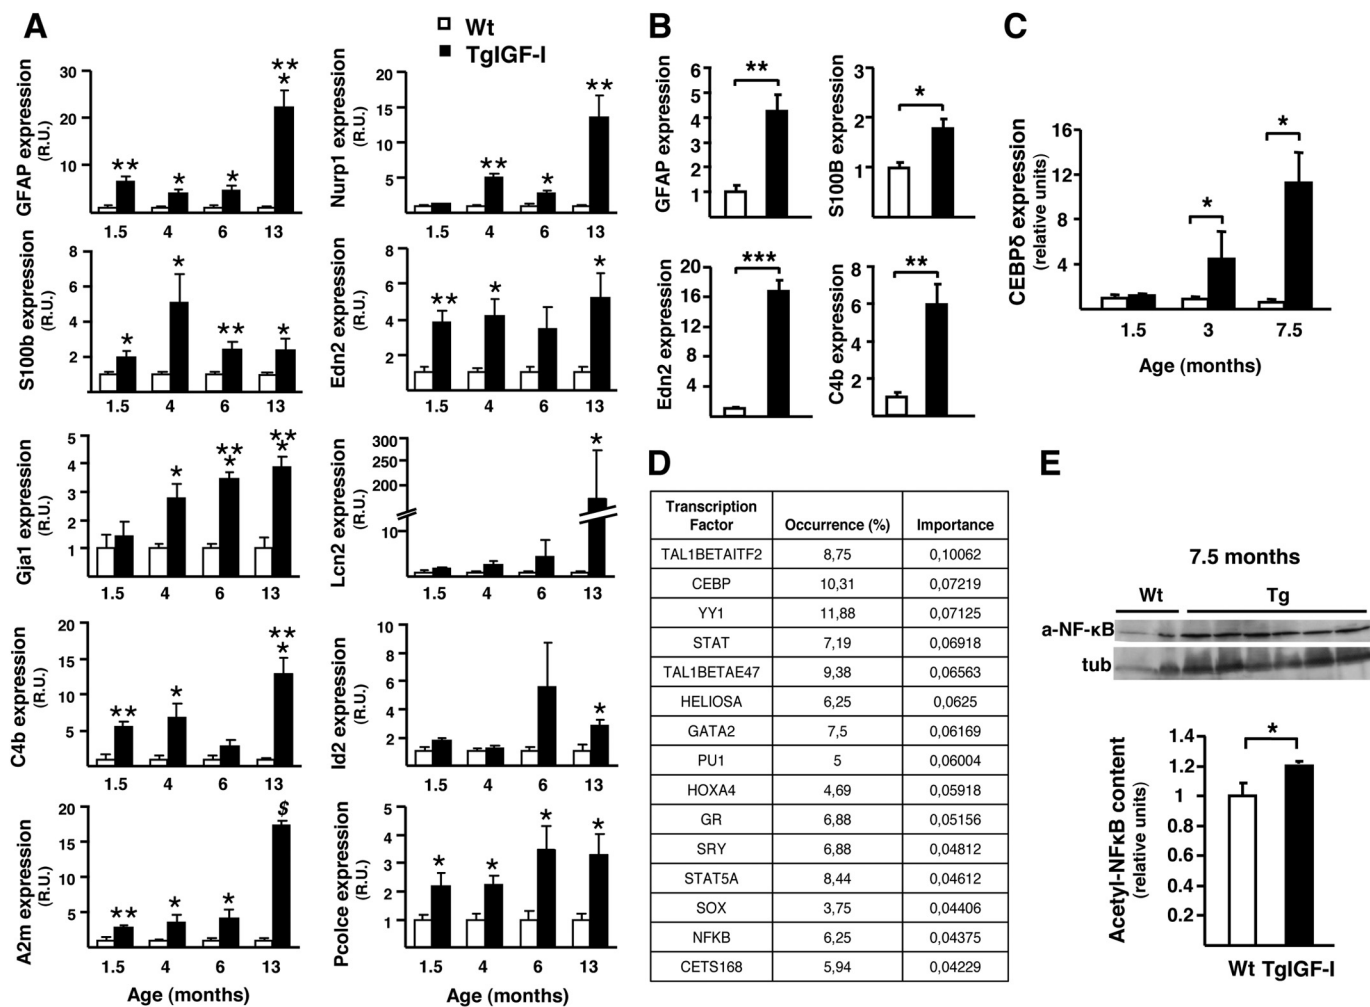 A
Wt
TgIGF-I
GFAP expression
(R.U.)
30
20
10
**
*
*
**
*
1.5 4 6 13
Nurp1 expression
(R.U.)
20
15
10
5
**
*
**
1.5 4 6 13
S100b expression
(R.U.)
8
6
4
2
*
*
**
*
1.5 4 6 13
Edn2 expression
(R.U.)
8
6
4
2
**
*
*
1.5 4 6 13
Gja1 expression
(R.U.)
5
4
3
2
1
*
**
*
**
*
1.5 4 6 13
Lcn2 expression
(R.U.)
300
250
200
10
*
1.5 4 6 13
C4b expression
(R.U.)
20
15
10
5
**
*
**
*
1.5 4 6 13
Id2 expression
(R.U.)
10
8
6
4
2
*
1.5 4 6 13
A2m expression
(R.U.)
20
15
10
5
**
*
*
$
1.5 4 6 13
Age (months)
Pcolce expression
(R.U.)
5
4
3
2
1
*
*
*
*
1.5 4 6 13
Age (months)
B
GFAP expression
6
5
4
3
2
1
**
S100B expression
3
2
1
*
Edn2 expression
20
16
12
8
4
***
C4b expression
8
6
4
2
**
C
CEBPδ expression
(relative units)
16
12
8
4
*
*
1.5 3 7.5
Age (months)
D
Transcription Occurrence (%) Importance
Factor
TAL1BETAITF2 8,75 0,10062
CEBP 10,31 0,07219
YY1 11,88 0,07125
STAT 7,19 0,06918
TAL1BETAE47 9,38 0,06563
HELIOSA 6,25 0,0625
GATA2 7,5 0,06169
PU1 5 0,06004
HOXA4 4,69 0,05918
GR 6,88 0,05156
SRY 6,88 0,04812
STAT5A 8,44 0,04612
SOX 3,75 0,04406
NFKB 6,25 0,04375
CETS168 5,94 0,04229
E
7.5 months
Wt Tg
a-NF-κB
tub
Acetyl-NFκB content
(relative units)
1.4
1.2
1
0.8
0.6
0.4
0.2
*
Wt TgIGF-I